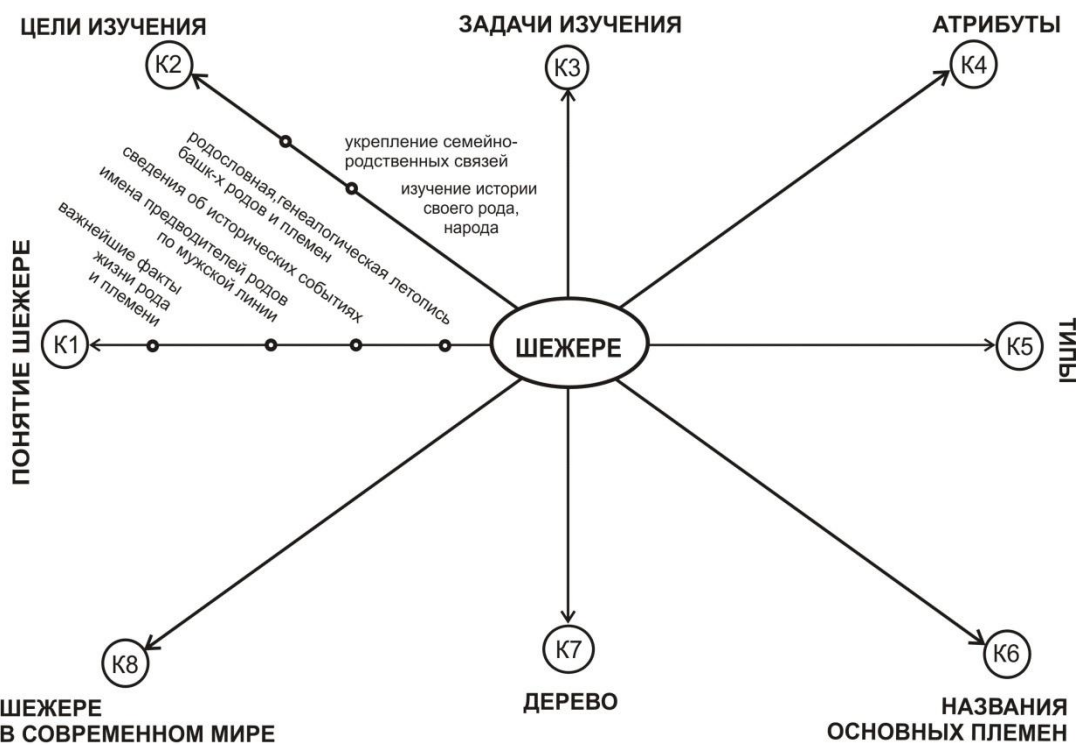 ЦЕЛИ ИЗУЧЕНИЯ
К2
ЗАДАЧИ ИЗУЧЕНИЯ
К3
АТРИБУТЫ
К4
укрепление семейно-
родственных связей
изучение истории
своего рода,
народа
родословная,генеалогическая летопись
башк-х родов и племен
сведения об исторических событиях
имена предводителей родов
по мужской линии
важнейшие факты
жизни рода
и племени
ПОНЯТИЕ ШЕЖЕРЕ
К1
ШЕЖЕРЕ
К5
ТИПЫ
К8
ШЕЖЕРЕ
В СОВРЕМЕННОМ МИРЕ
К7
ДЕРЕВО
К6
НАЗВАНИЯ
ОСНОВНЫХ ПЛЕМЕН